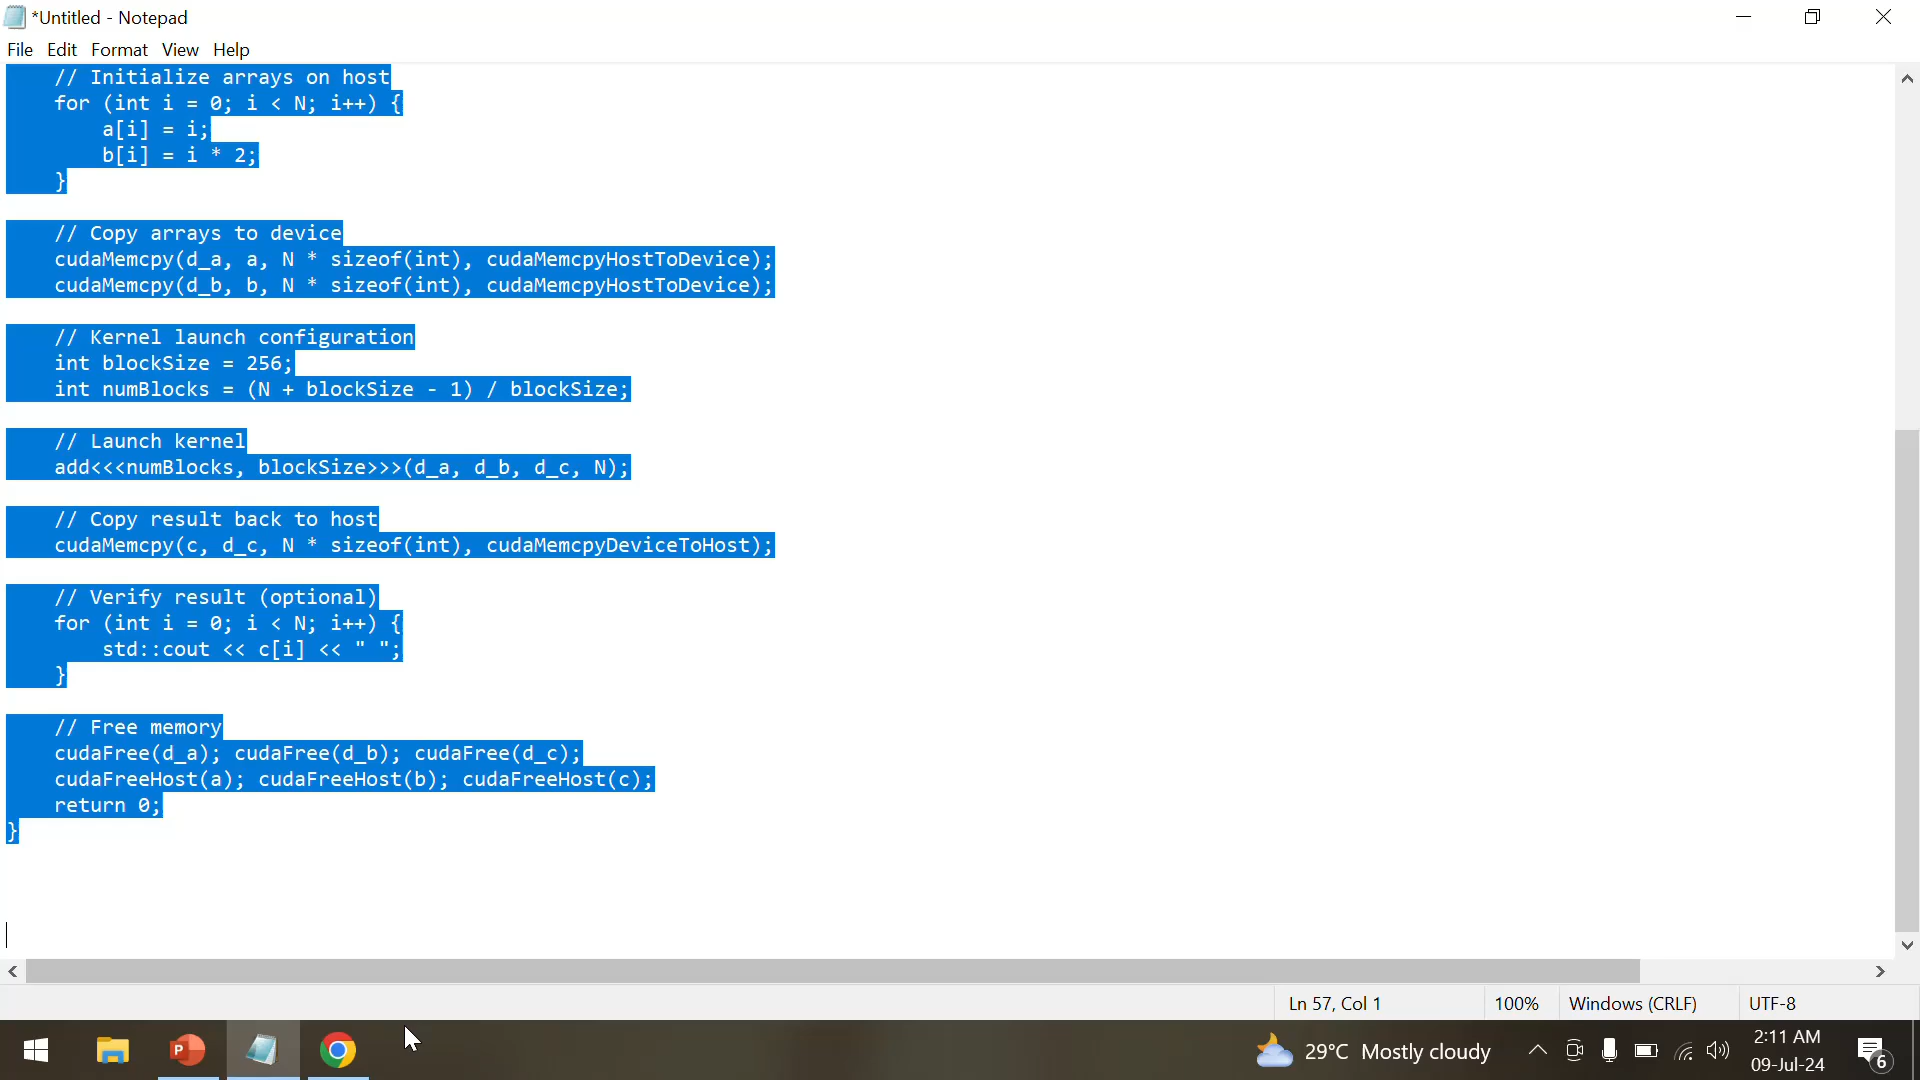 *Untitled - Notepad
File Edit Format View Help
// Initialize arrays on host
for (int i = 0; i < N; i++) {
a[i] = i;
b[i] = i * 2;
}
// Copy arrays to device
cudaMemcpy(d_a, a, N * sizeof(int), cudaMemcpyHostToDevice);
cudaMemcpy(d_b, b, N * sizeof(int), cudaMemcpyHostToDevice);
// Kernel launch configuration
int blockSize = 256;
int numBlocks = (N + blockSize - 1) / blockSize;
// Launch kernel
add<<<numBlocks, blockSize>>>(d_a, d_b, d_c, N);
// Copy result back to host
cudaMemcpy(c, d_c, N * sizeof(int), cudaMemcpyDeviceToHost);
// Verify result (optional)
for (int i = 0; i < N; i++) {
std::cout << c[i] << " ";
}
// Free memory
cudaFree(d_a); cudaFree(d_b); cudaFree(d_c);
cudaFreeHost(a); cudaFreeHost(b); cudaFreeHost(c);
return 0;
}
Ln 57, Col 1 100% Windows (CRLF) UTF-8
P 29°C Mostly cloudy 2:11 AM
09-Jul-24 6